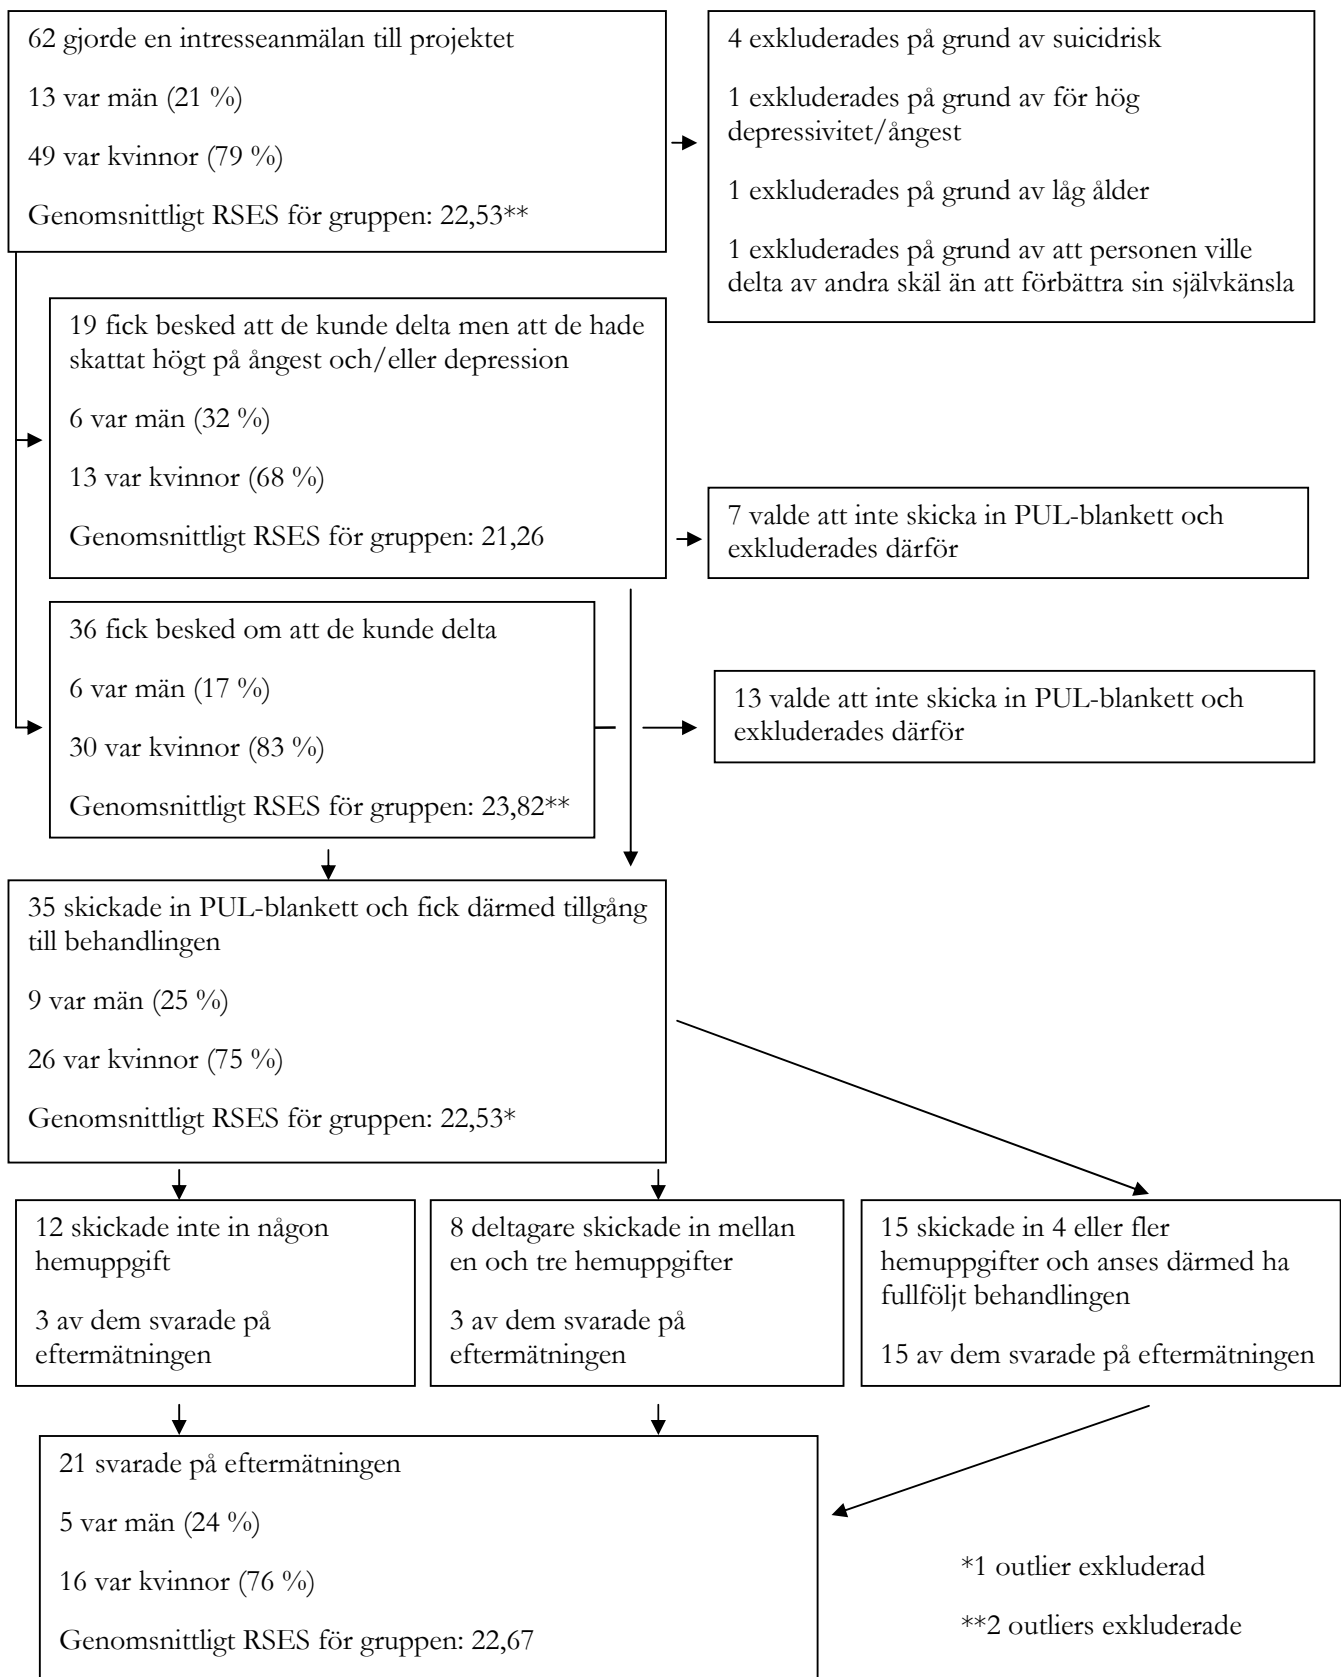 62 gjorde en intresseanmälan till projektet
13 var män (21 %)
49 var kvinnor (79 %)
Genomsnittligt RSES för gruppen: 22,53**
4 exkluderades på grund av suicidrisk
1 exkluderades på grund av för hög
depressivitet/ångest
1 exkluderades på grund av låg ålder
1 exkluderades på grund av att personen ville
delta av andra skäl än att förbättra sin självkänsla
19 fick besked att de kunde delta men att de hade
skattat högt på ångest och/eller depression
6 var män (32 %)
13 var kvinnor (68 %)
Genomsnittligt RSES för gruppen: 21,26
7 valde att inte skicka in PUL-blankett och
exkluderades därför
36 fick besked om att de kunde delta
6 var män (17 %)
30 var kvinnor (83 %)
Genomsnittligt RSES för gruppen: 23,82**
13 valde att inte skicka in PUL-blankett och
exkluderades därför
35 skickade in PUL-blankett och fick därmed tillgång
till behandlingen
9 var män (25 %)
26 var kvinnor (75 %)
Genomsnittligt RSES för gruppen: 22,53*
12 skickade inte in någon
hemuppgift
3 av dem svarade på
eftermätningen
8 deltagare skickade in mellan
en och tre hemuppgifter
3 av dem svarade på
eftermätningen
15 skickade in 4 eller fler
hemuppgifter och anses därmed ha
fullföljt behandlingen
15 av dem svarade på eftermätningen
21 svarade på eftermätningen
5 var män (24 %)
16 var kvinnor (76 %)
Genomsnittligt RSES för gruppen: 22,67
*1 outlier exkluderad
**2 outliers exkluderade